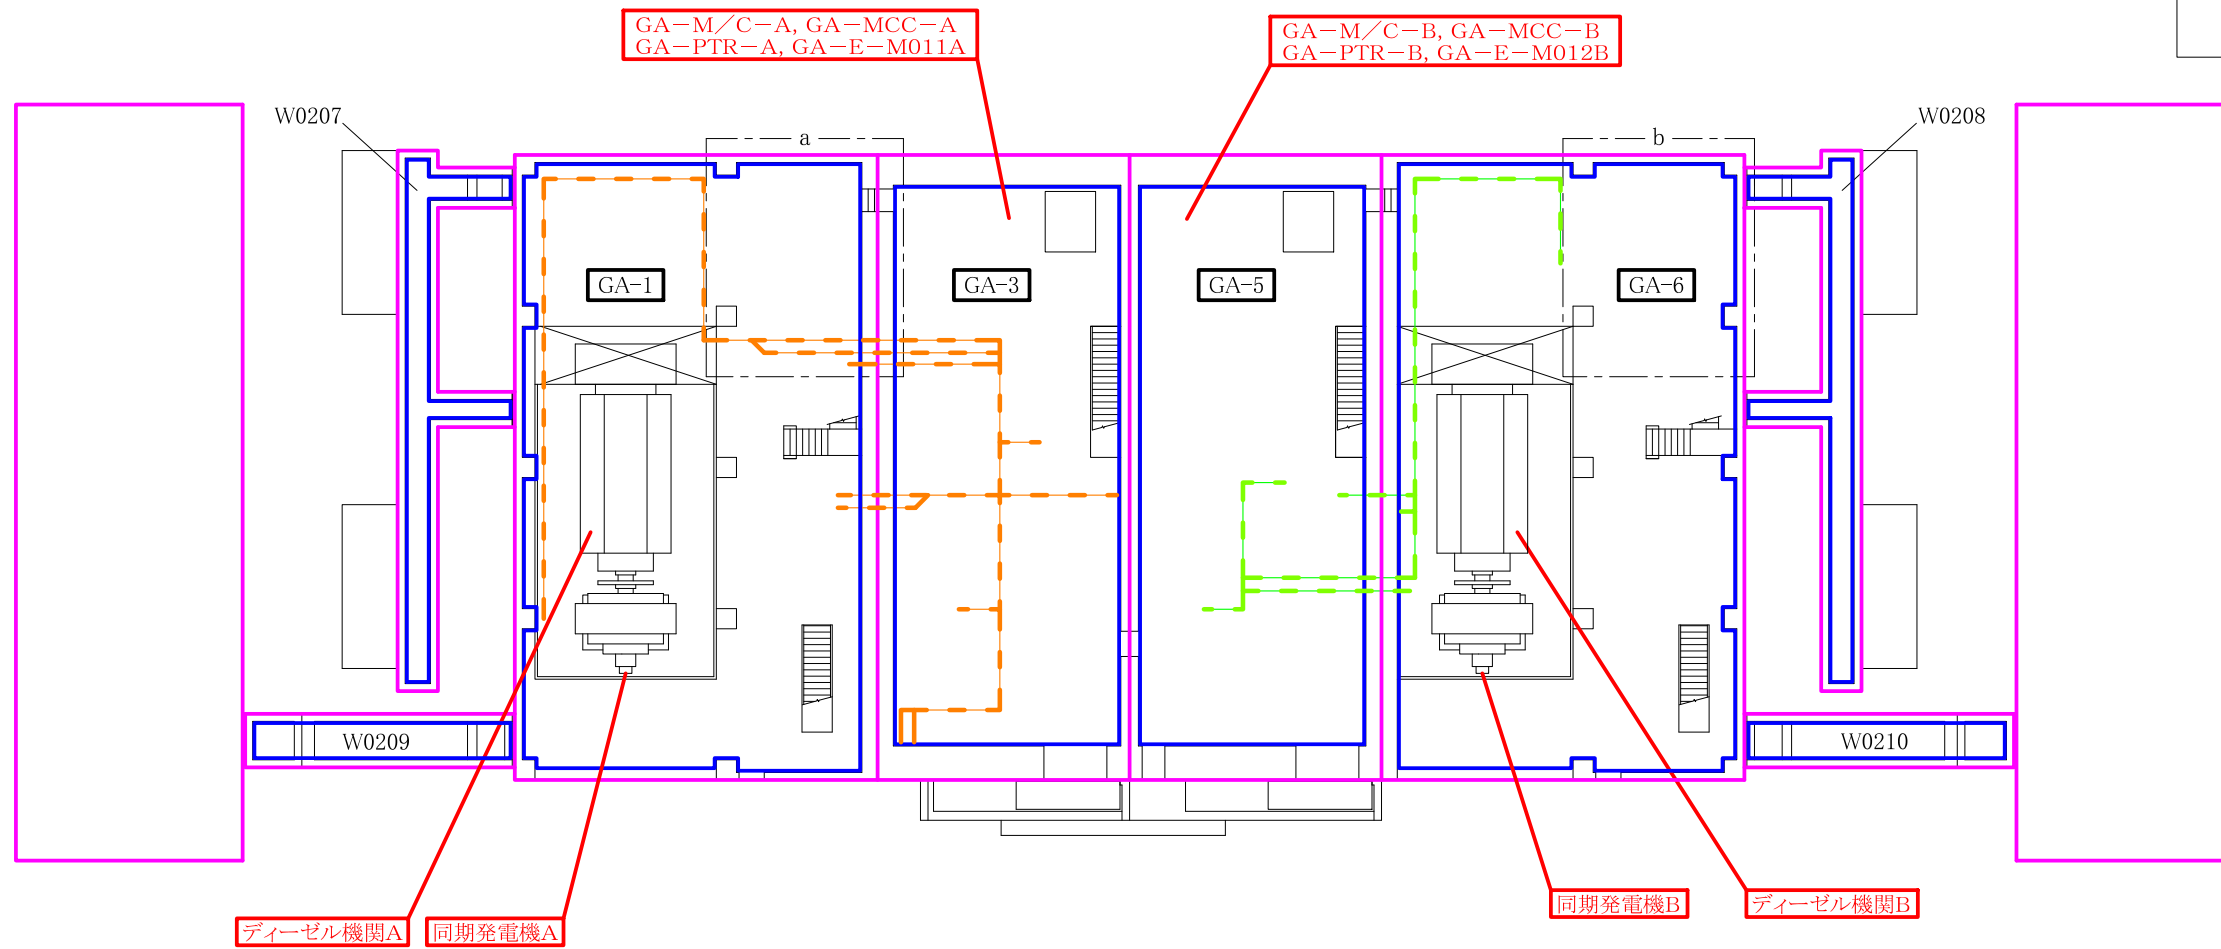 GA－M／C－A, GA－MCC－A
GA－PTR－A, GA－E－M011A
GA－M／C－B, GA－MCC－B
GA－PTR－B, GA－E－M012B
W0207
a
b
W0208
GA-1
GA-3
GA-5
GA-6
W0209
W0210
ディーゼル機関A
同期発電機A
同期発電機B
ディーゼル機関B